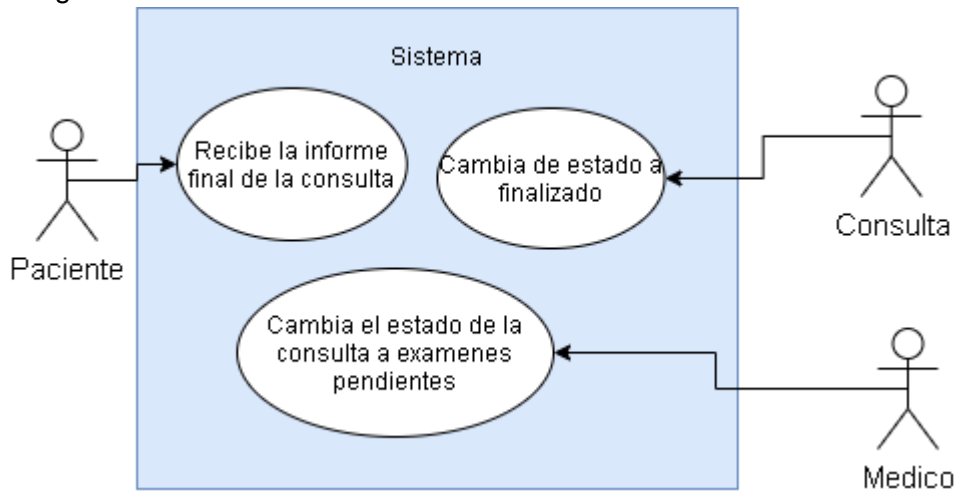 Sistema
Recibe la informe
final de la consulta
Cambia de estado a
finalizado
Consulta
Paciente
Cambia el estado de la
consulta a examenes
pendientes
Medico